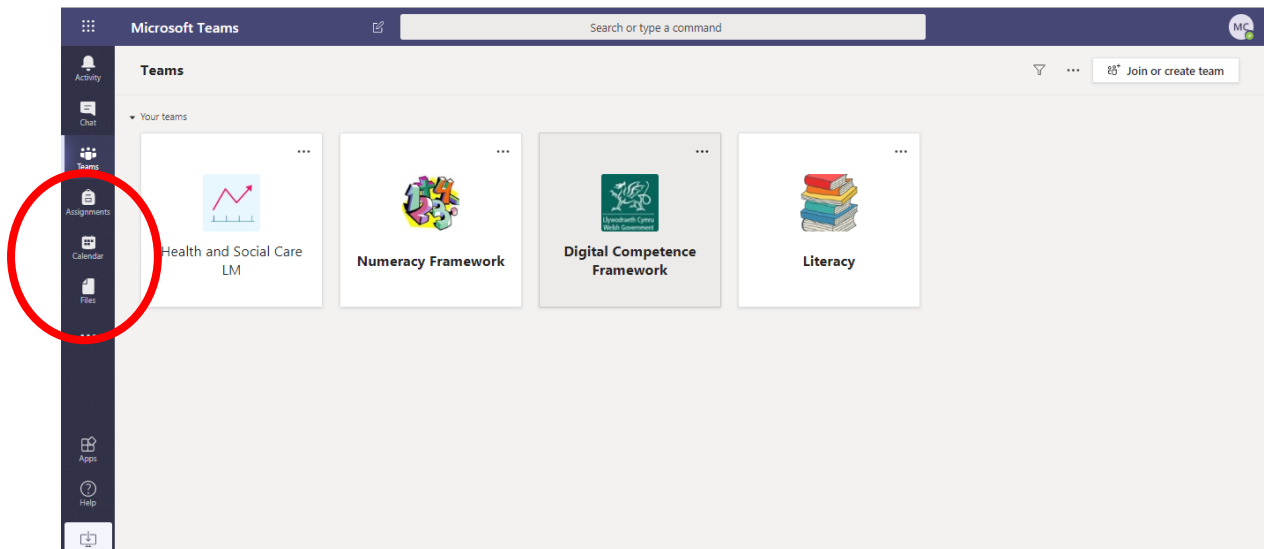 Microsoft Teams
Search or type a command
MC
Activity
Chat
Teams
Assignments
Calendar
Files
Apps
Help
Teams
Join or create team
Your teams
Health and Social Care
LM
Numeracy Framework
Llywodraeth Cymru
Welsh Government
Digital Competence
Framework
Literacy